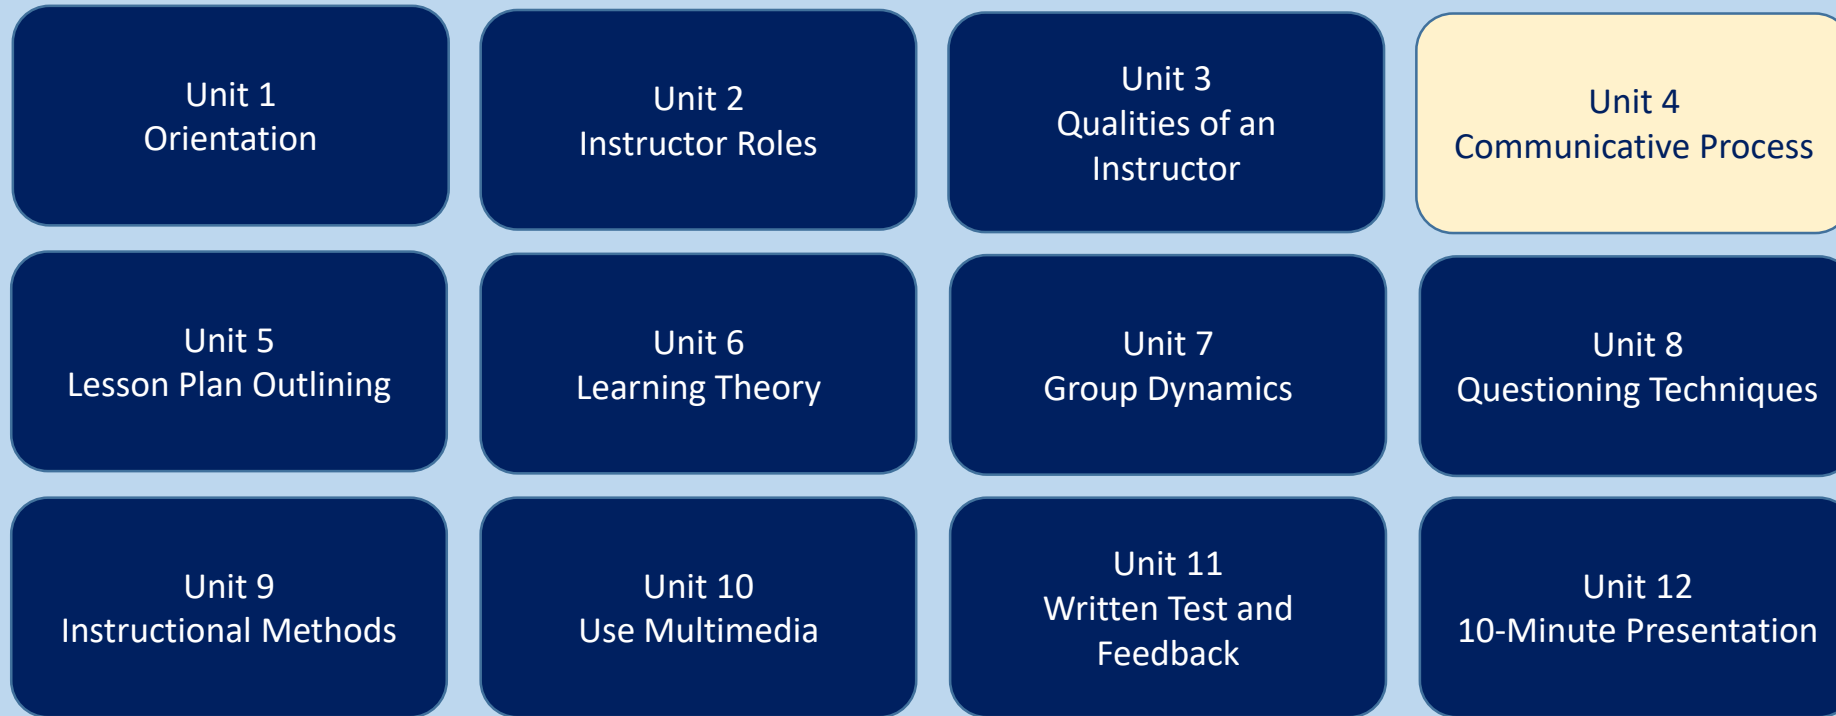 Unit 1
Orientation
Unit 2
Instructor Roles
Unit 3
Qualities of an
Instructor
Unit 4
Communicative Process
Unit 5
Lesson Plan Outlining
Unit 6
Learning Theory
Unit 7
Group Dynamics
Unit 8
Questioning Techniques
Unit 9
Instructional Methods
Unit 10
Use Multimedia
Unit 11
Written Test and
Feedback
Unit 12
10-Minute Presentation